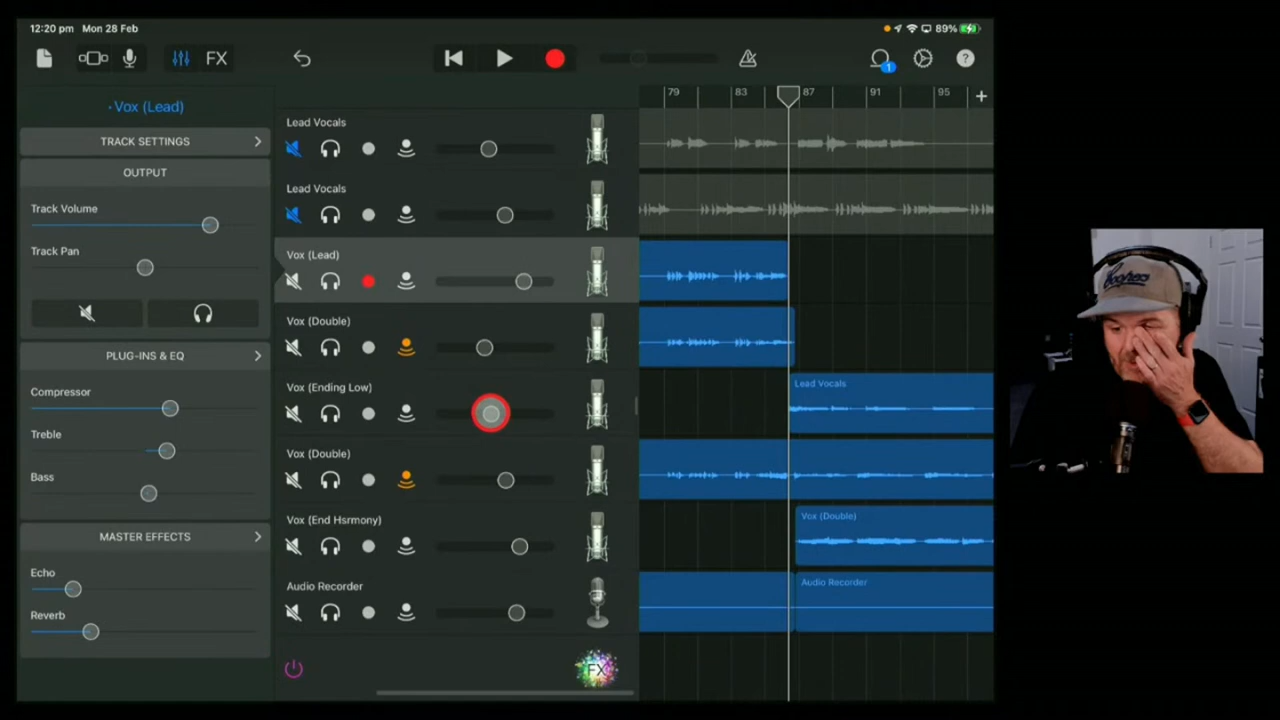 12:20 pm Mon 28 Feb
89%
FX
1
?
79 83 87 91 95 +
Vox (Lead)
TRACK SETTINGS
OUTPUT
Track Volume
Track Pan
PLUG-INS & EQ
Compressor
Treble
Bass
MASTER EFFECTS
Echo
Reverb
Lead Vocals
Lead Vocals
Vox (Lead)
Vox (Double)
Vox (Ending Low)
Lead Vocals
Vox (Double)
Vox (End Hsrmony)
Vox (Double)
Audio Recorder
Audio Recorder
FX